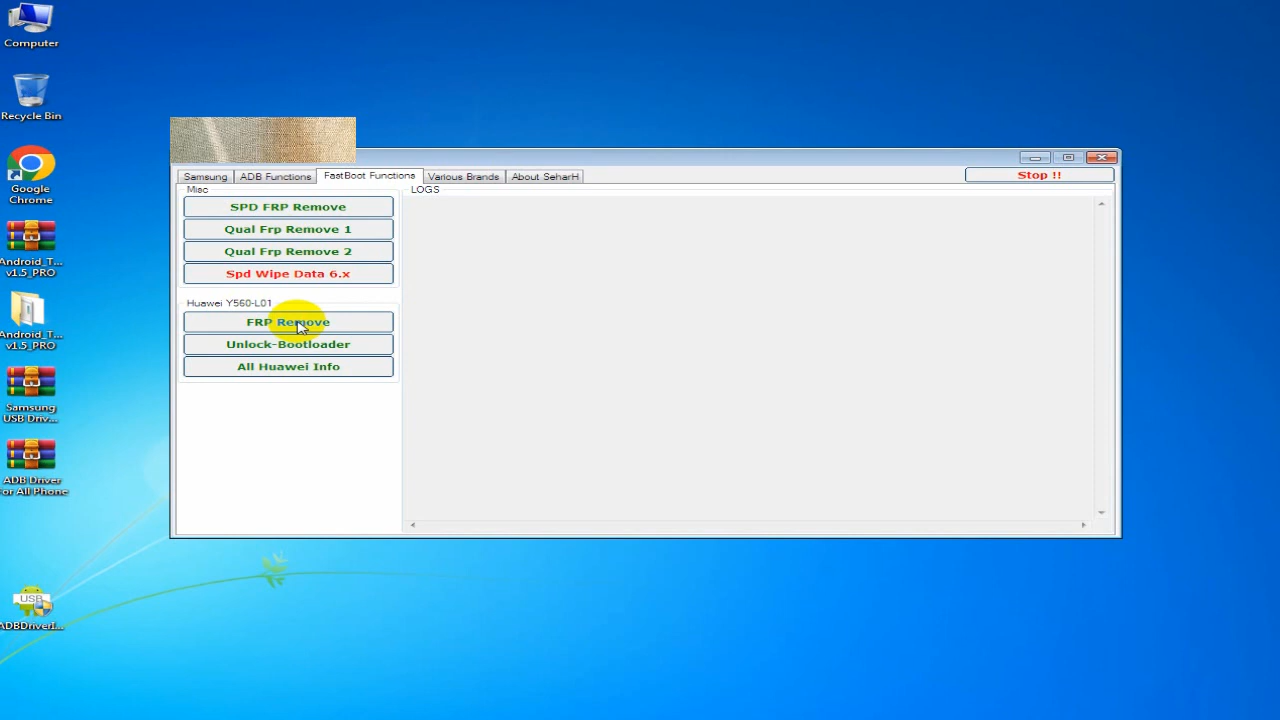 Computer
Recycle Bin
Google
Chrome
Android_T...
v1.5_PRO
Android_T...
v1.5_PRO
Samsung
USB Driv...
ADB Driver
or All Phone
USB
ADBDriverI...
Samsung
ADB Functions
FastBoot Functions
Various Brands
About SeharH
Stop !!
Misc
SPD FRP Remove
Qual Frp Remove 1
Qual Frp Remove 2
Spd Wipe Data 6.x
Huawei Y560-L01
FRP Remove
Unlock-Bootloader
All Huawei Info
LOGS